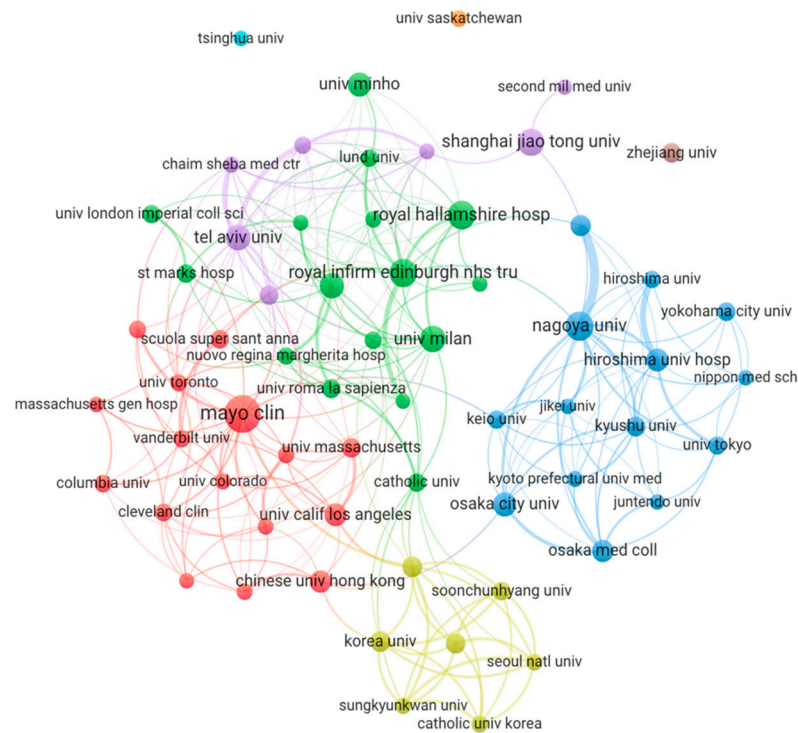 univ saskatchewan
tsinghua univ
univ minho
second mil med univ
shanghai jiao tong univ
zhejiang univ
lund univ
chaim sheba med ctr
univ london imperial coll sci
royal hallamshire hosp
tel aviv univ
st marks hosp
royal infirm edinburgh nhs tru
hiroshima univ
yokohama city univ
nagoya univ
scuola super sant anna
univ milan
nuovo regina margherita hosp
hiroshima univ hosp
nippon med sch
univ toronto
univ roma la sapienza
massachusetts gen hosp
mayo clin
jikei univ
keio univ
kyushu univ
vanderbilt univ
univ massachusetts
univ tokyo
columbia univ
univ colorado
catholic univ
kyoto prefectural univ med
osaka city univ
juntendo univ
cleveland clin
univ calif los angeles
osaka med coll
chinese univ hong kong
soonchunhyang univ
korea univ
seoul natl univ
sungkyunkwan univ
catholic univ korea